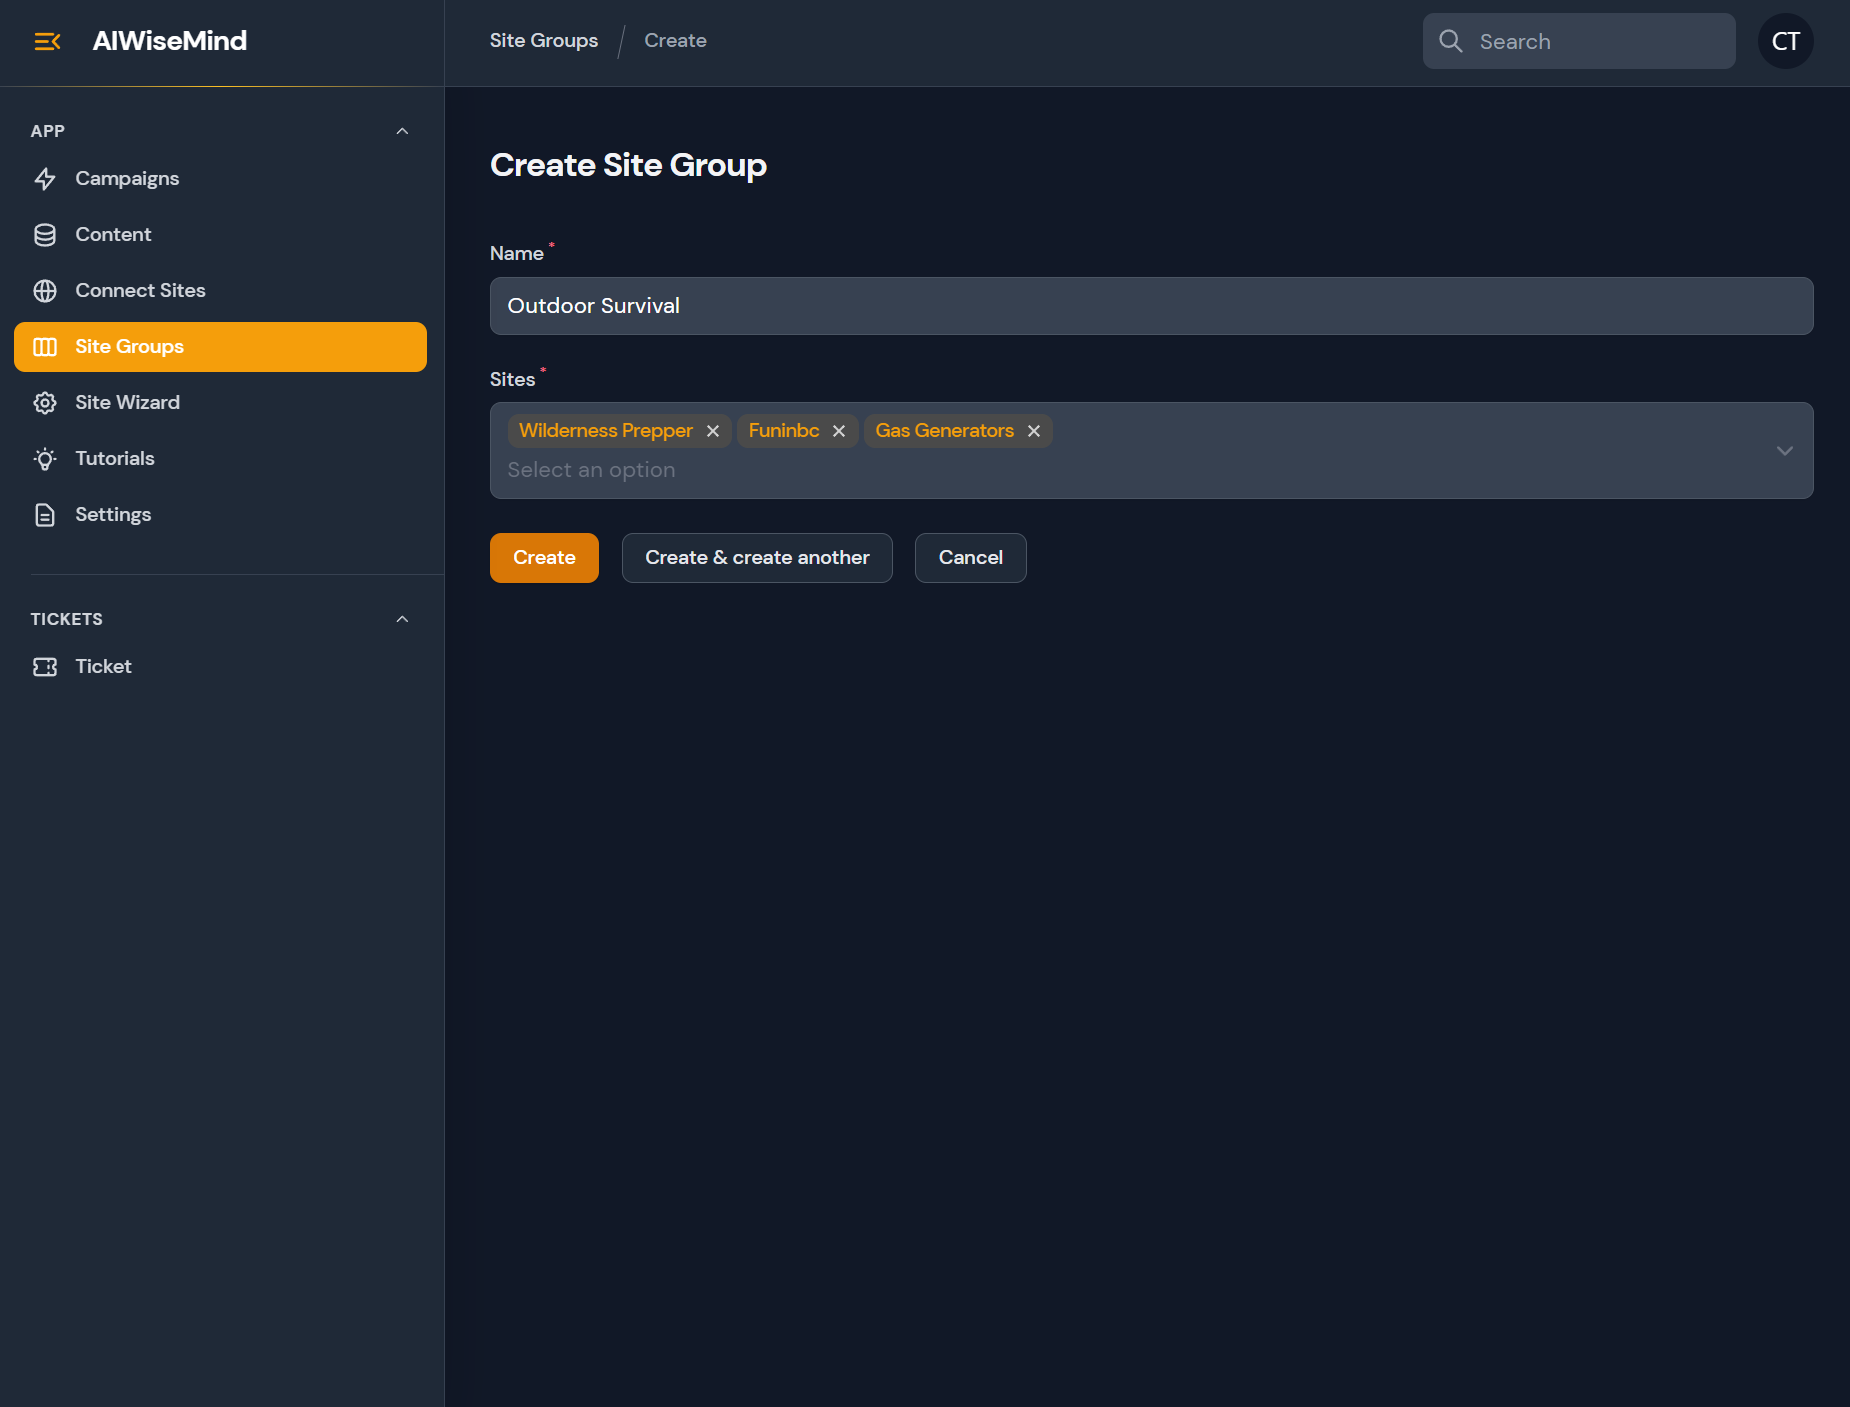 AIWiseMind
Site Groups / Create
Search
CT
APP
Campaigns
Content
Connect Sites
Site Groups
Site Wizard
Tutorials
Settings
TICKETS
Ticket
Create Site Group
Name *
Outdoor Survival
Sites *
Wilderness Prepper Funinbc Gas Generators
Select an option
Create Create & create another Cancel